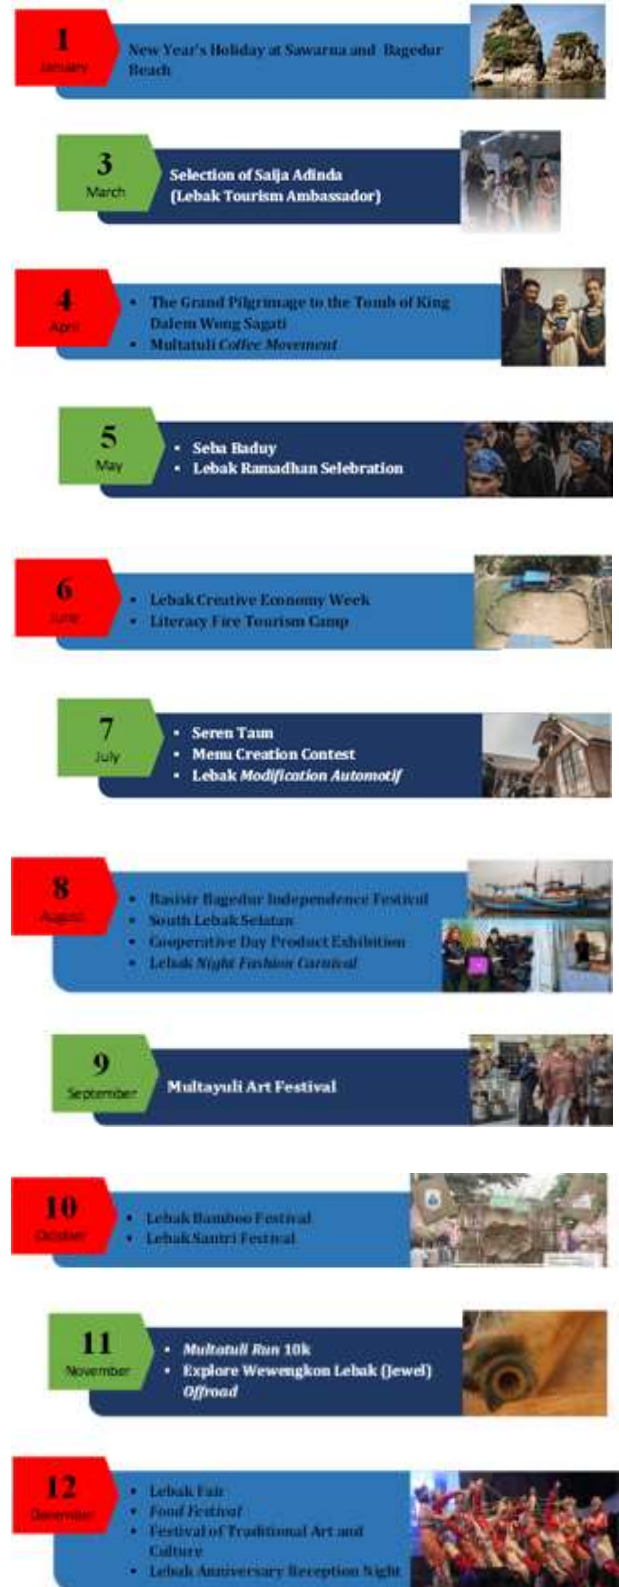 1
January
New Year's Holiday at Sawarna and Bagedur
Beach
3
March
Selection of Saija Adinda
(Lebak Tourism Ambassador)
4
April
• The Grand Pilgrimage to the Tomb of King
Dalem Wong Sagati
• Multatuli Coffee Movement
5
May
• Seba Baduy
• Lebak Ramadhan Selebration
6
June
• Lebak Creative Economy Week
• Literacy Fire Tourism Camp
7
July
• Seren Taun
• Menu Creation Contest
• Lebak Modification Automotif
8
August
• Basisir Bagedur Independence Festival
• South Lebak Selatan
• Cooperative Day Product Exhibition
• Lebak Night Fashion Carnival
9
September
Multayuli Art Festival
10
October
• Lebak Bamboo Festival
• Lebak Santri Festival
11
November
• Multatuli Run 10k
• Explore Wewengkon Lebak (Jewel)
Offroad
12
December
• Lebak Fair
• Food Festival
• Festival of Traditional Art and
Culture
• Lebak Anniversary Reception Night